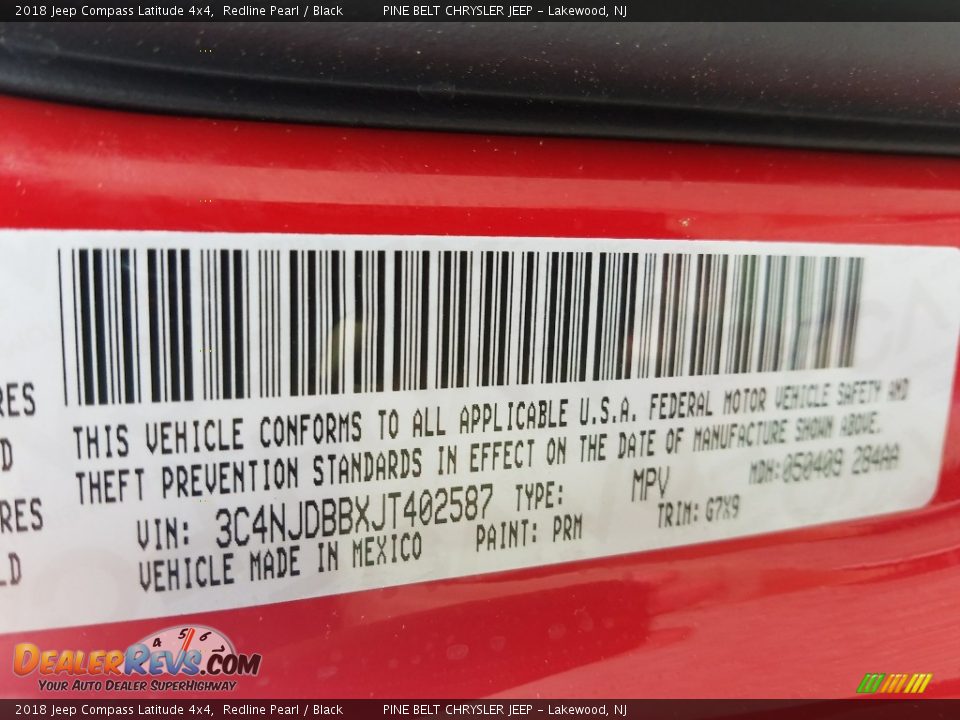 2018 Jeep Compass Latitude 4x4, Redline Pearl / Black PINE BELT CHRYSLER JEEP - Lakewood, NJ
RES
D
RES
LD
THIS VEHICLE CONFORMS TO ALL APPLICABLE U.S.A. FEDERAL MOTOR VEHICLE SAFETY AND
THEFT PREVENTION STANDARDS IN EFFECT ON THE DATE OF MANUFACTURE SHOWN ABOVE.
VIN: 3C4NJDBBXJT402587 TYPE: MPV MDH:050409 284AA
VEHICLE MADE IN MEXICO PAINT: PRM TRIM: G7X9
4 5 6
DEALERREVS.COM
YOUR AUTO DEALER SUPERHIGHWAY
2018 Jeep Compass Latitude 4x4, Redline Pearl / Black PINE BELT CHRYSLER JEEP - Lakewood, NJ